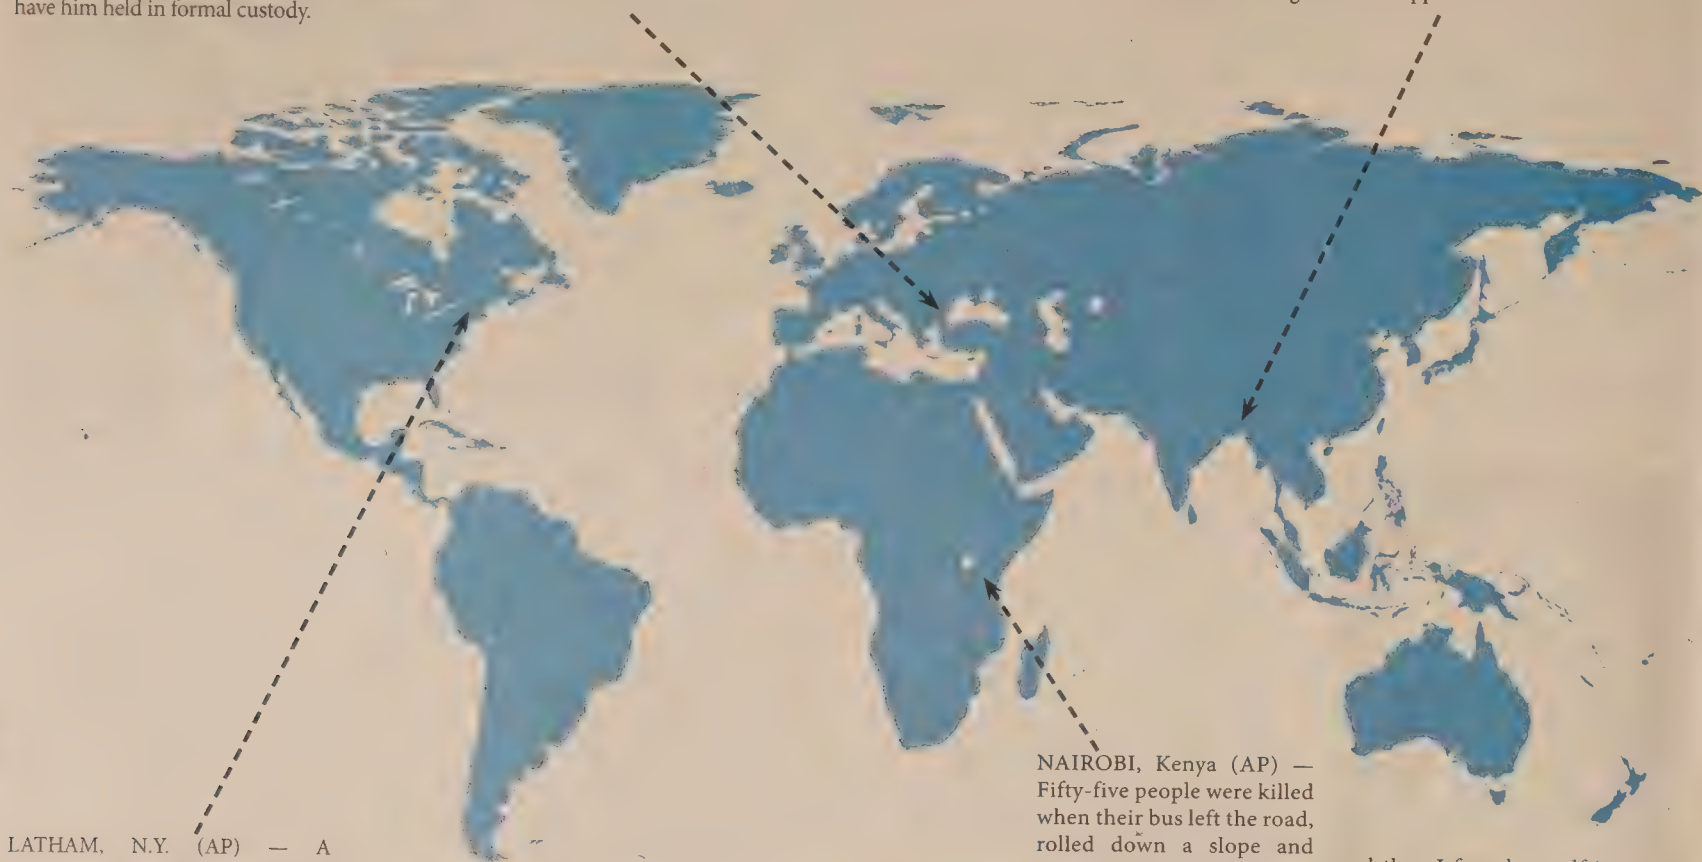 have him held in formal custody.
NAIROBI, Kenya (AP) —
Fifty-five people were killed
when their bus left the road,
rolled down a slope and
LATHAM, N.Y. (AP) — A